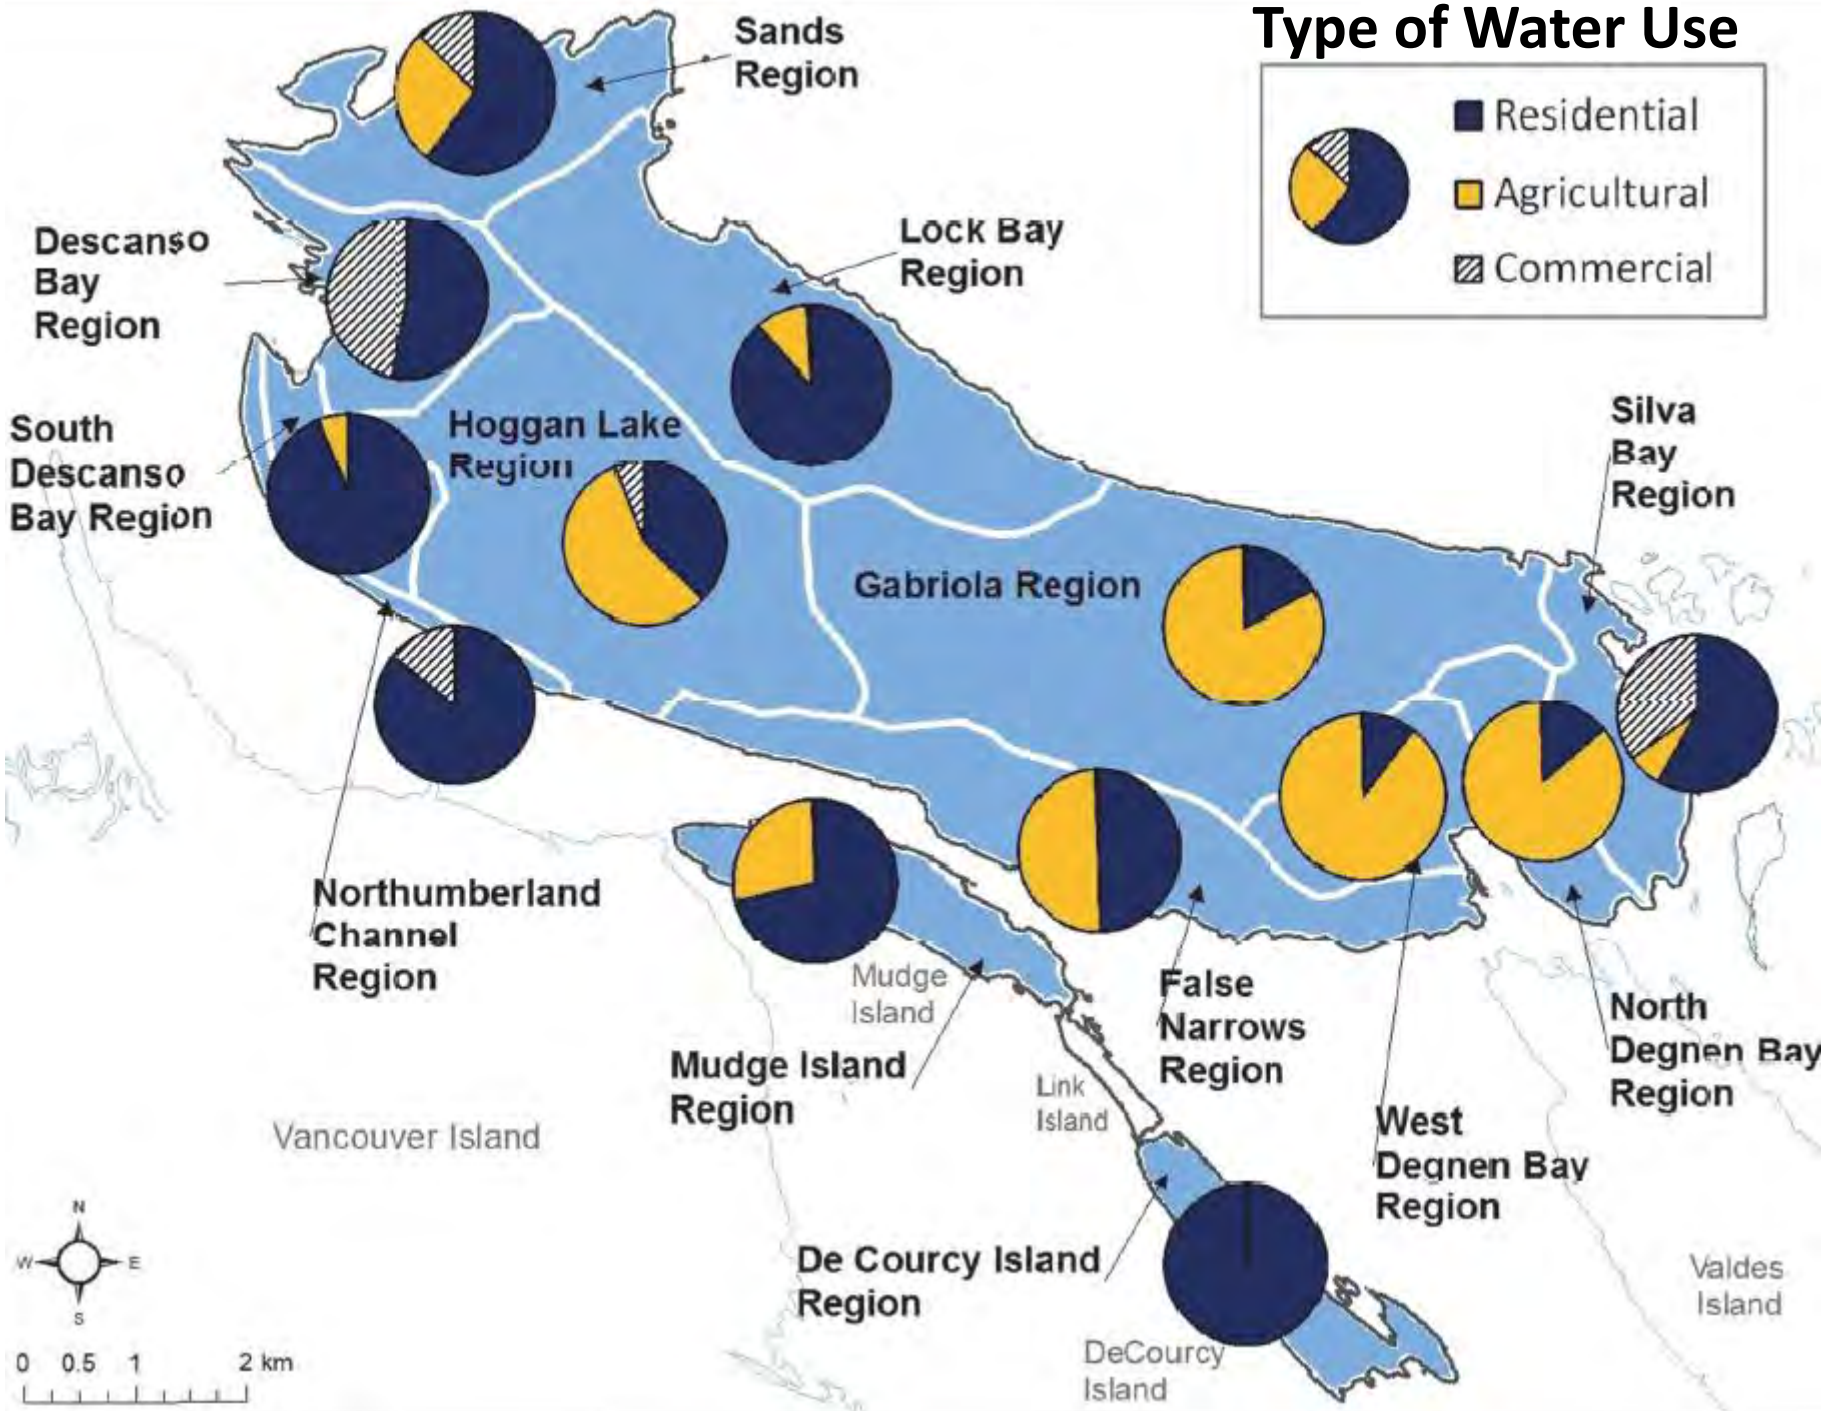 Type of Water Use
Residential
Agricultural
Commercial
Sands
Region
Descanso
Bay
Region
Lock Bay
Region
South
Descanso
Bay Region
Hoggan Lake
Region
Silva
Bay
Region
Gabriola Region
Northumberland
Channel
Region
Mudge
Island
Mudge Island
Region
False
Narrows
Region
North
Degnen Bay
Region
Link
Island
West
Degnen Bay
Region
Vancouver Island
De Courcy Island
Region
DeCourcy
Island
Valdes
Island
N
W E
S
0 0.5 1 2 km